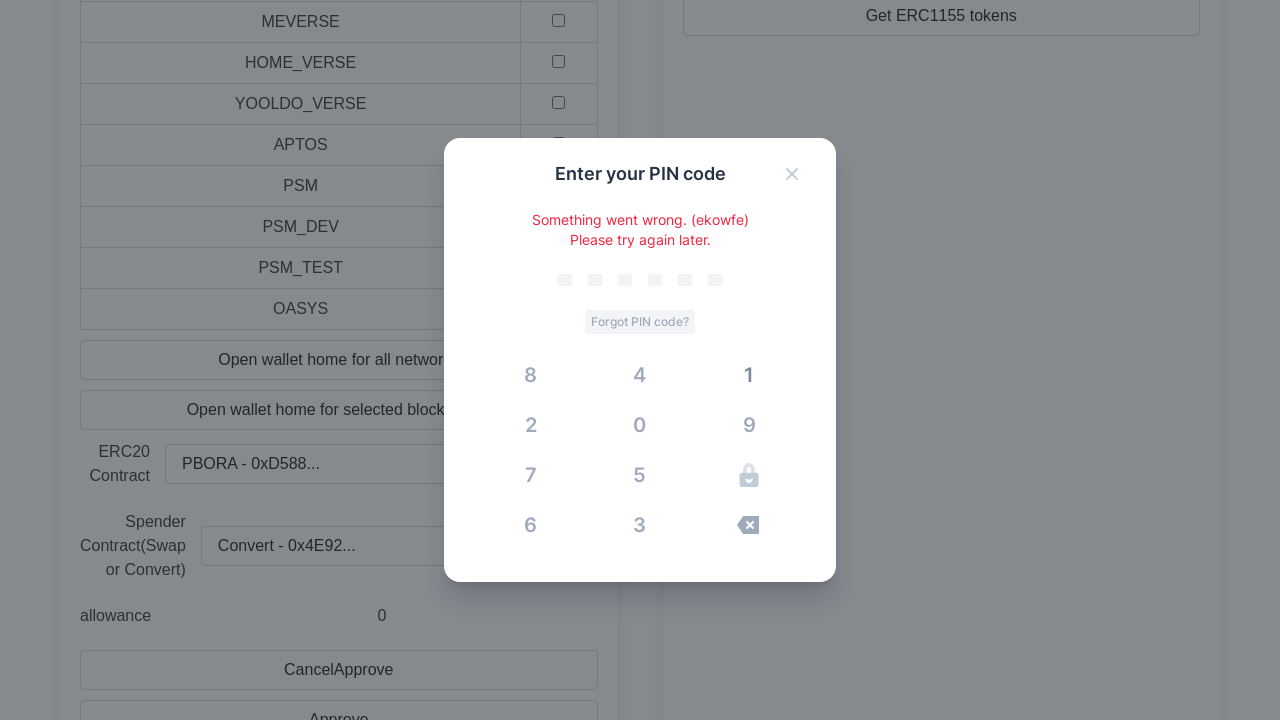 MEVERSE
HOME_VERSE
YOOLDO_VERSE
APTOS
PSM
PSM_DEV
PSM_TEST
OASYS
Open wallet home for all networ
Open wallet home for selected block
ERC20
Contract
PBORA - 0xD588...
Spender
Contract(Swap
or Convert)
Convert - 0x4E92...
allowance
0
CancelApprove
Approve
Get ERC1155 tokens
Enter your PIN code
Something went wrong. (ekowfe)
Please try again later.
Forgot PIN code?
8 4 1
2 0 9
7 5
6 3